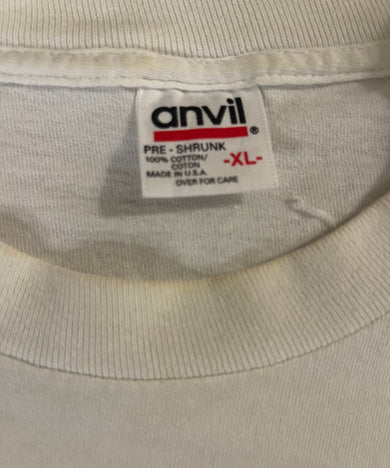 anvil®
PRE - SHRUNK
100% COTTON/
COTON
MADE IN U.S.A.
OVER FOR CARE
-XL-